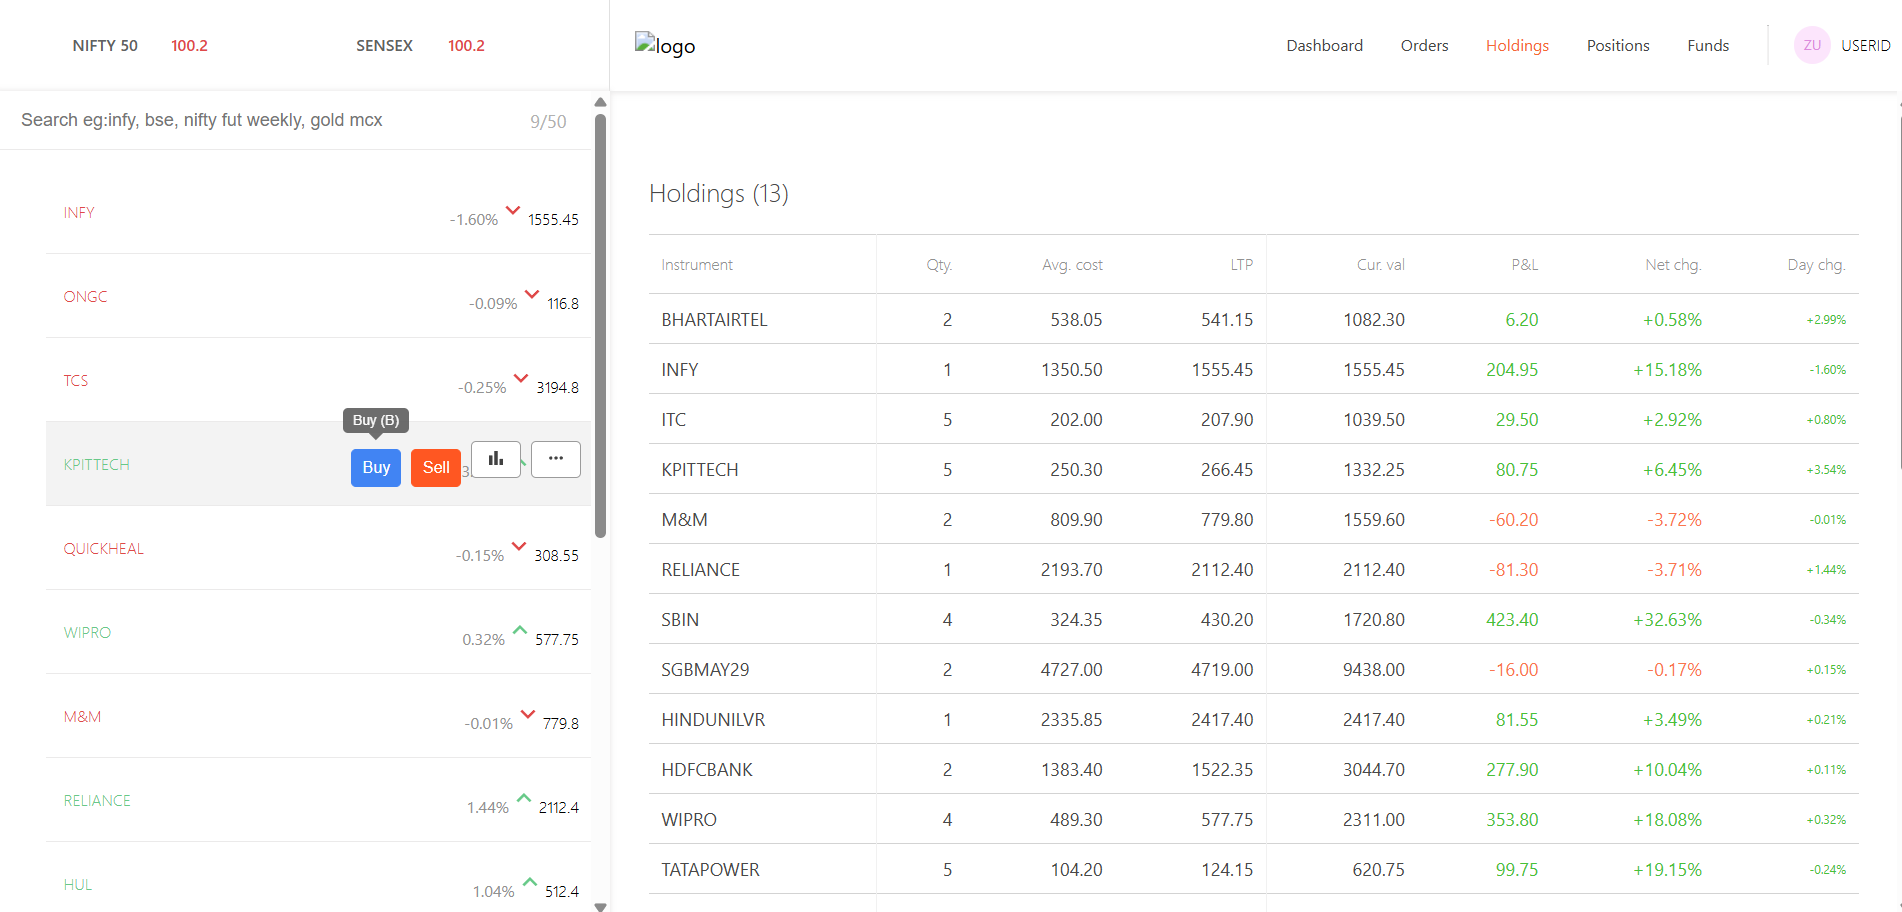 NIFTY 50 100.2 SENSEX 100.2
logo
Dashboard Orders Holdings Positions Funds ZU USERID
Search eg:infy, bse, nifty fut weekly, gold mcx 9/50
INFY -1.60% 1555.45
ONGC -0.09% 116.8
TCS -0.25% 3194.8
Buy (B)
KPITTECH Buy Sell 3.
QUICKHEAL -0.15% 308.55
WIPRO 0.32% 577.75
M&M -0.01% 779.8
RELIANCE 1.44% 2112.4
HUL 1.04% 512.4
Holdings (13)
Instrument Qty. Avg. cost LTP Cur. val P&L Net chg. Day chg.
BHARTAIRTEL 2 538.05 541.15 1082.30 6.20 +0.58% +2.99%
INFY 1 1350.50 1555.45 1555.45 204.95 +15.18% -1.60%
ITC 5 202.00 207.90 1039.50 29.50 +2.92% +0.80%
KPITTECH 5 250.30 266.45 1332.25 80.75 +6.45% +3.54%
M&M 2 809.90 779.80 1559.60 -60.20 -3.72% -0.01%
RELIANCE 1 2193.70 2112.40 2112.40 -81.30 -3.71% +1.44%
SBIN 4 324.35 430.20 1720.80 423.40 +32.63% -0.34%
SGBMAY29 2 4727.00 4719.00 9438.00 -16.00 -0.17% +0.15%
HINDUNILVR 1 2335.85 2417.40 2417.40 81.55 +3.49% +0.21%
HDFCBANK 2 1383.40 1522.35 3044.70 277.90 +10.04% +0.11%
WIPRO 4 489.30 577.75 2311.00 353.80 +18.08% +0.32%
TATAPOWER 5 104.20 124.15 620.75 99.75 +19.15% -0.24%